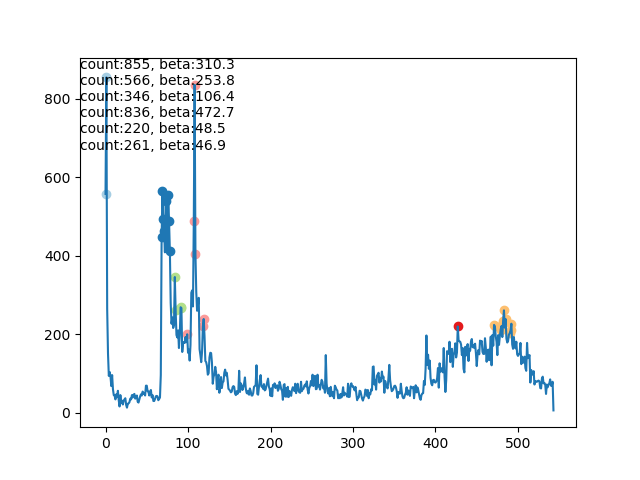 count:855, beta:310.3
count:566, beta:253.8
count:346, beta:106.4
count:836, beta:472.7
count:220, beta:48.5
count:261, beta:46.9
800
600
400
200
0
0 100 200 300 400 500